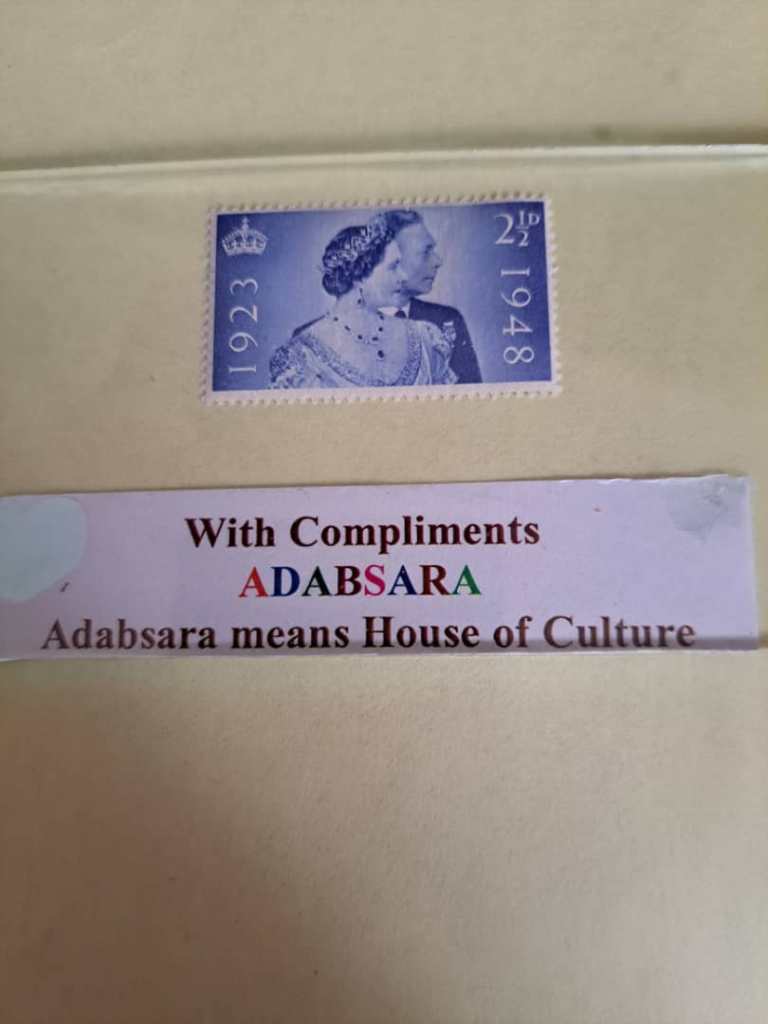 1923
2½D
1948
With Compliments
ADABSARA
Adabsara means House of Culture